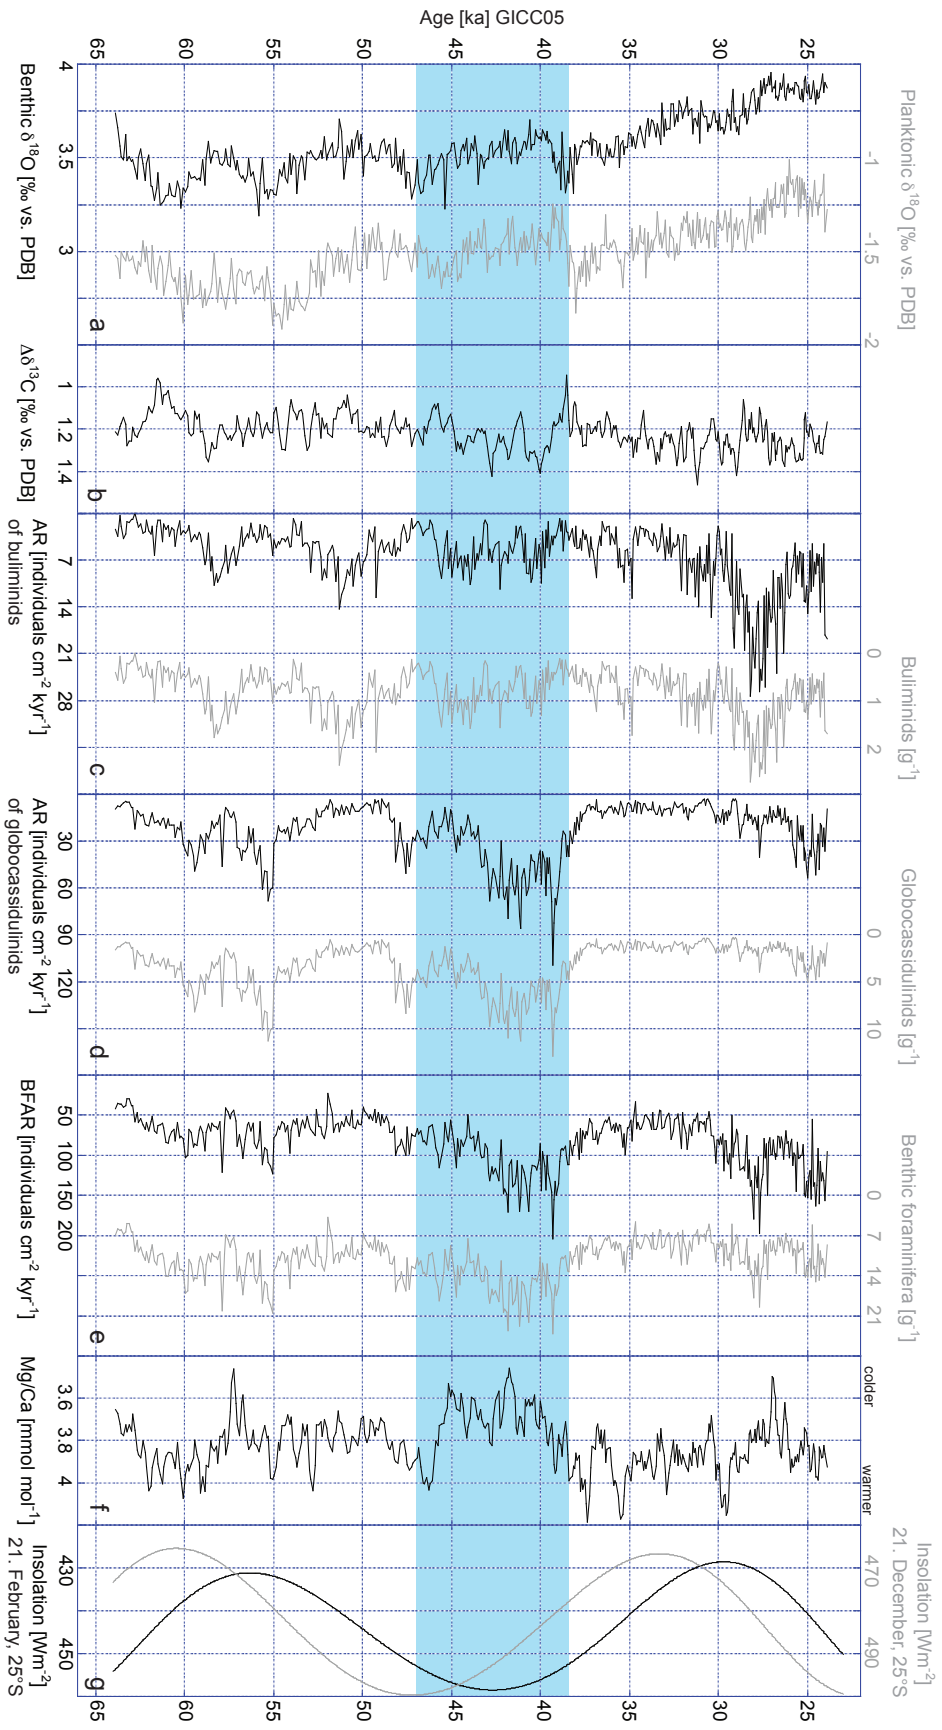 Age [ka] GICC05
65
60
55
50
45
40
35
30
25
Planktonic δ18O [‰ vs. PDB]
-1
-1.5
-2
4
3.5
3
Benthic δ18O [‰ vs. PDB]
a
1
1.2
1.4
Δδ13C [‰ vs. PDB]
b
Buliminids [g-1]
0
1
2
7
14
21
28
AR [individuals cm-2 kyr-1]
of buliminids
c
Globocassidulinids [g-1]
0
5
10
30
60
90
120
AR [individuals cm-2 kyr-1]
of globocassidulinids
d
Benthic foraminifera [g-1]
0
7
14
21
50
100
150
200
BFAR [individuals cm-2 kyr-1]
e
colder
warmer
3.6
3.8
4
Mg/Ca [mmol mol-1]
f
Insolation [Wm-2]
21. December, 25°S
470
490
430
450
Insolation [Wm-2]
21. February, 25°S
g
65
60
55
50
45
40
35
30
25